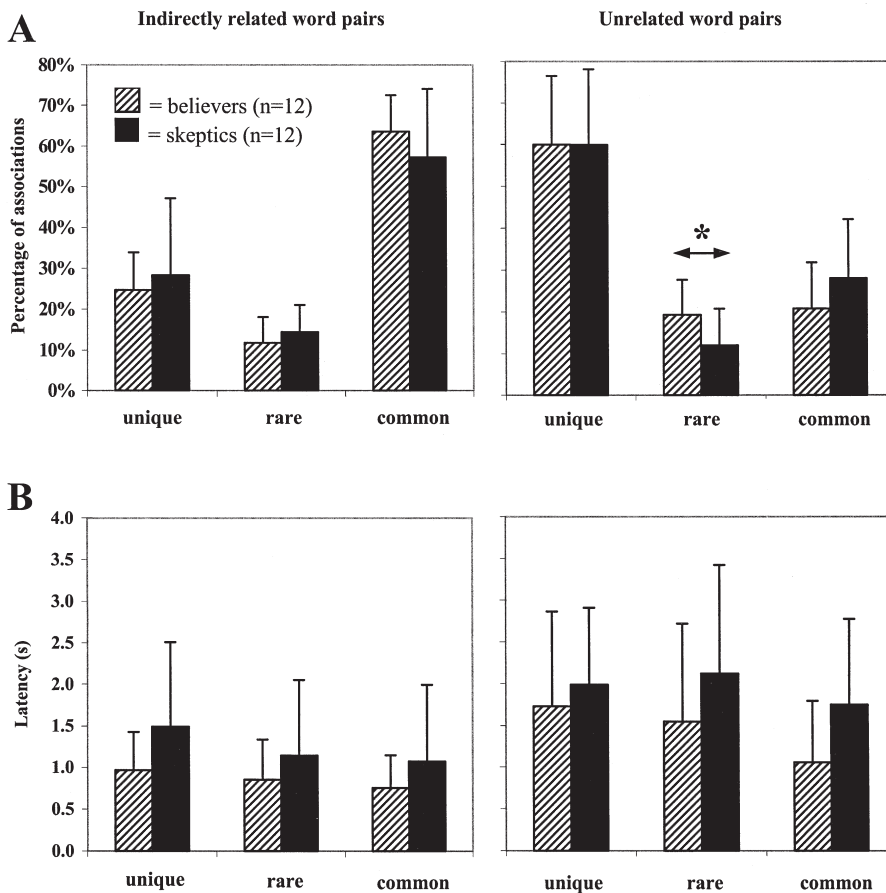 Indirectly related word pairs
Unrelated word pairs
A
Percentage of associations
80%
70%
60%
50%
40%
30%
20%
10%
0%
= believers (n=12)
= skeptics (n=12)
*
unique rare common
unique rare common
B
Latency (s)
4.0
3.5
3.0
2.5
2.0
1.5
1.0
0.5
0.0
unique rare common
unique rare common